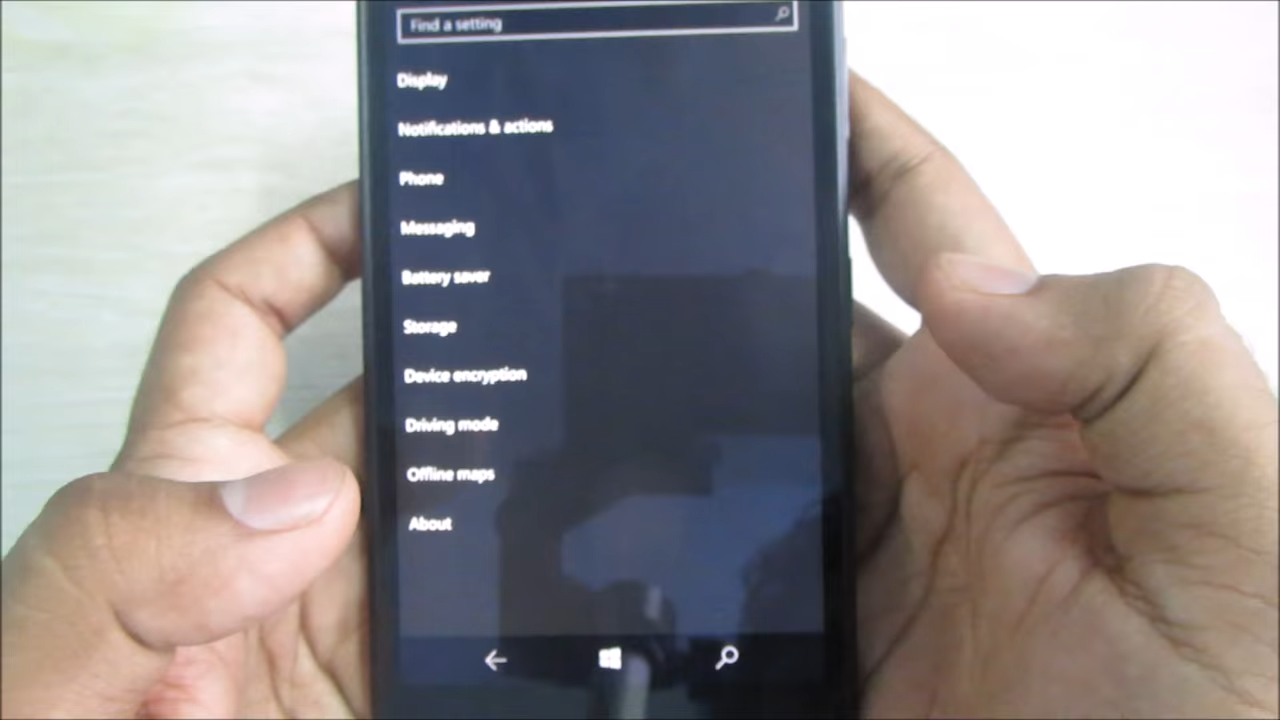 Find a setting
Display
Notifications & actions
Phone
Messaging
Battery saver
Storage
Device encryption
Driving mode
Offline maps
About